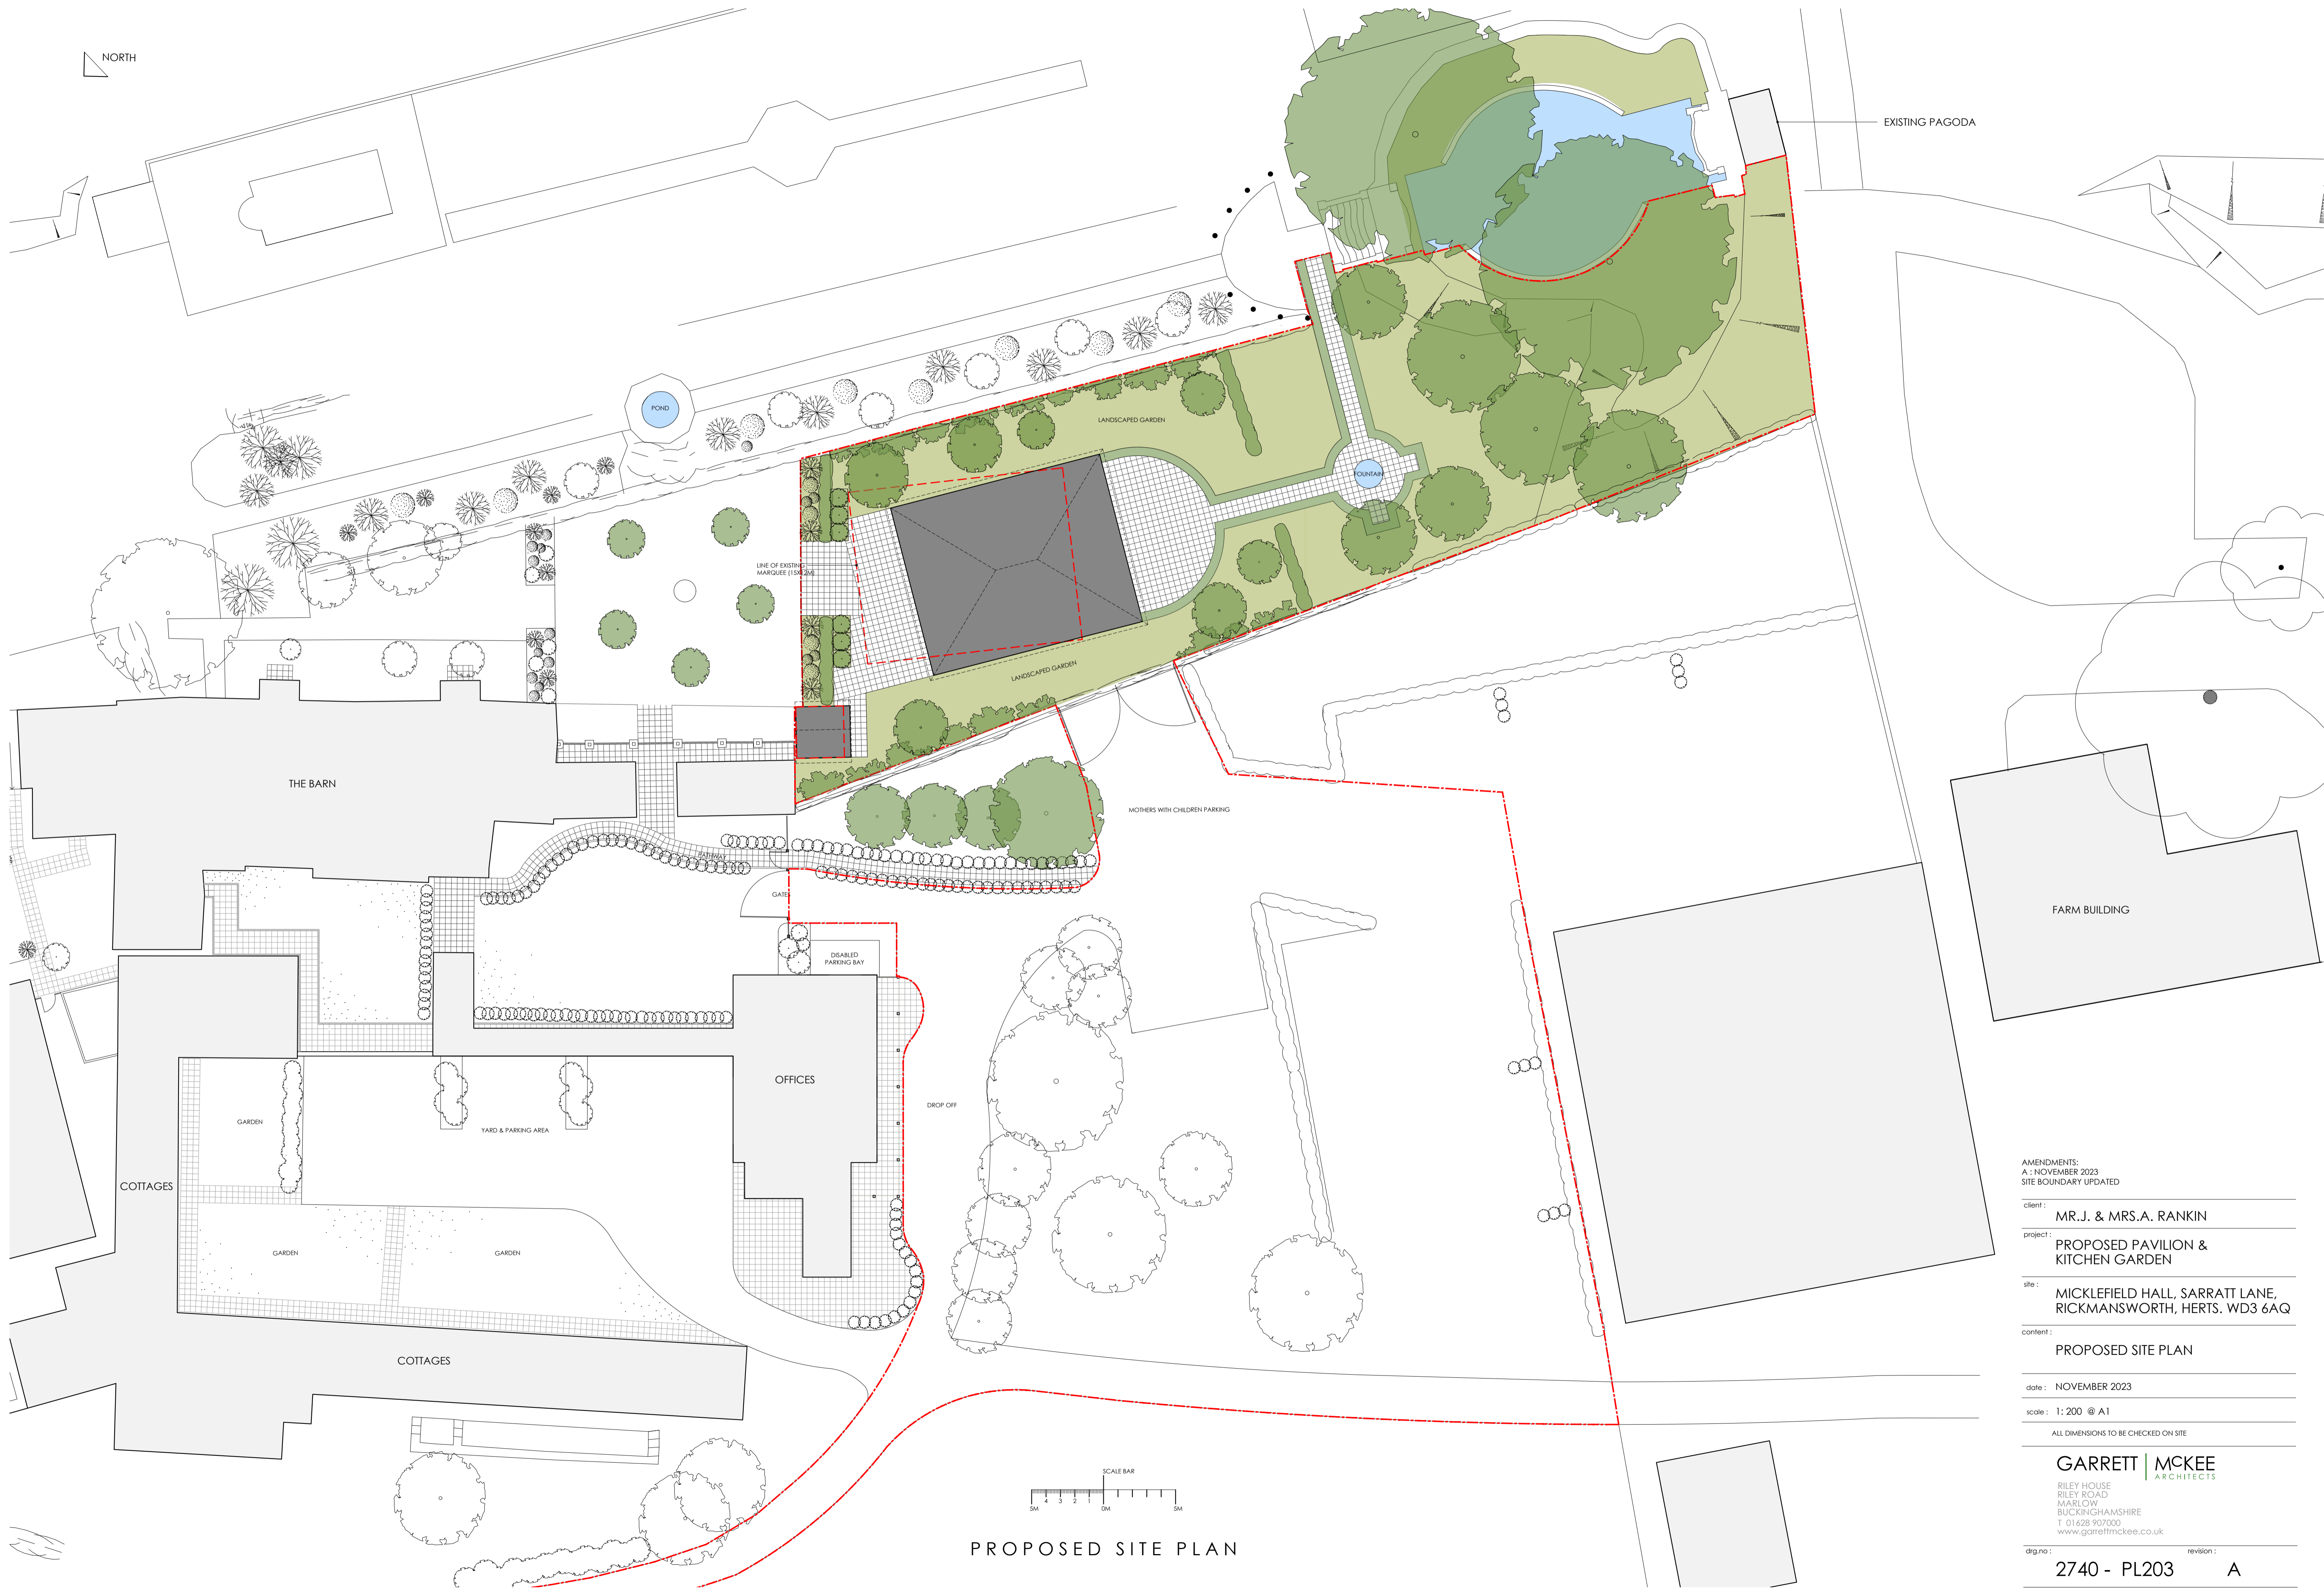 NORTH
EXISTING PAGODA
POND
LANDSCAPED GARDEN
FOUNTAIN
LINE OF EXISTING
MARQUEE (15X12M)
LANDSCAPED GARDEN
THE BARN
MOTHERS WITH CHILDREN PARKING
PATHWAY
GATE
FARM BUILDING
DISABLED
PARKING BAY
OFFICES
DROP OFF
GARDEN
YARD & PARKING AREA
COTTAGES
GARDEN
GARDEN
COTTAGES
SCALE BAR
5M 4 3 2 1 0M 5M
PROPOSED SITE PLAN
AMENDMENTS:
A : NOVEMBER 2023
SITE BOUNDARY UPDATED
client :
MR.J. & MRS.A. RANKIN
project :
PROPOSED PAVILION &
KITCHEN GARDEN
site :
MICKLEFIELD HALL, SARRATT LANE,
RICKMANSWORTH, HERTS. WD3 6AQ
content :
PROPOSED SITE PLAN
date : NOVEMBER 2023
scale : 1: 200 @ A1
ALL DIMENSIONS TO BE CHECKED ON SITE
GARRETT | McKEE
ARCHITECTS
RILEY HOUSE
RILEY ROAD
MARLOW
BUCKINGHAMSHIRE
T 01628 907000
www.garrettmckee.co.uk
drg.no : revision :
2740 - PL203 A